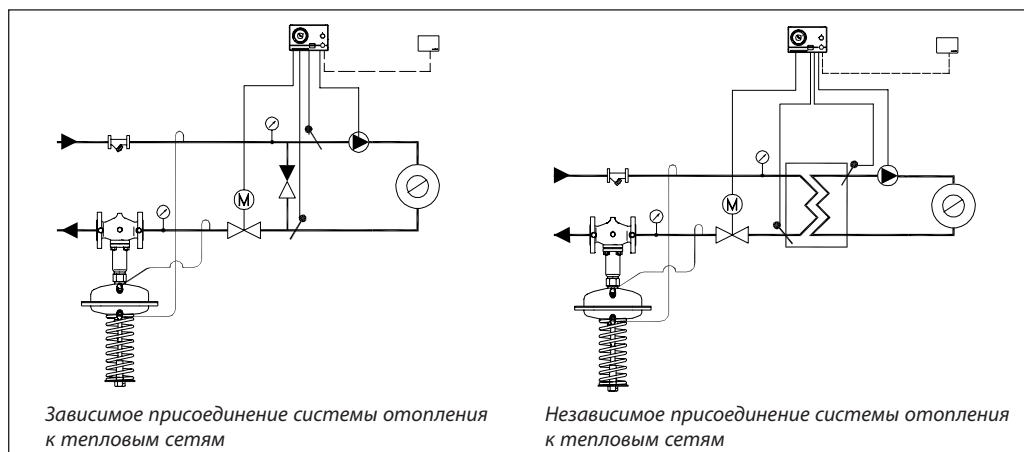 M
M
Зависимое присоединение системы отопления
к тепловым сетям
Независимое присоединение системы отопления
к тепловым сетям